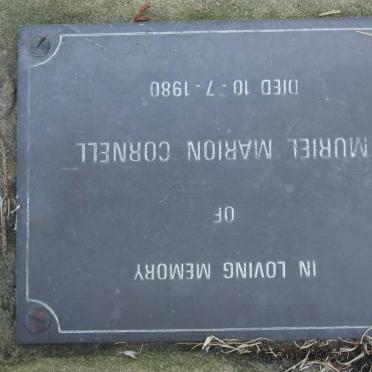 IN LOVING MEMORY
OF
MURIEL MARION CORNELL
DIED 10-7-1980